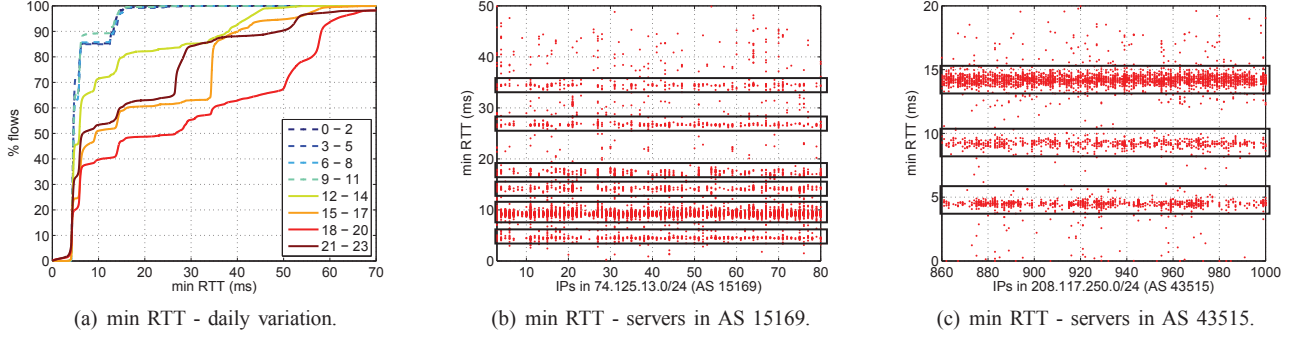 100
90
80
70
60
50
40
30
20
10
0
% flows
0 10 20 30 40 50 60 70
min RTT (ms)
0 − 2
3 − 5
6 − 8
9 − 11
12 − 14
15 − 17
18 − 20
21 − 23
(a) min RTT - daily variation.
50
40
30
20
10
0
min RTT (ms)
10 20 30 40 50 60 70 80
IPs in 74.125.13.0/24 (AS 15169)
(b) min RTT - servers in AS 15169.
20
15
10
5
0
min RTT (ms)
860 880 900 920 940 960 980 1000
IPs in 208.117.250.0/24 (AS 43515)
(c) min RTT - servers in AS 43515.